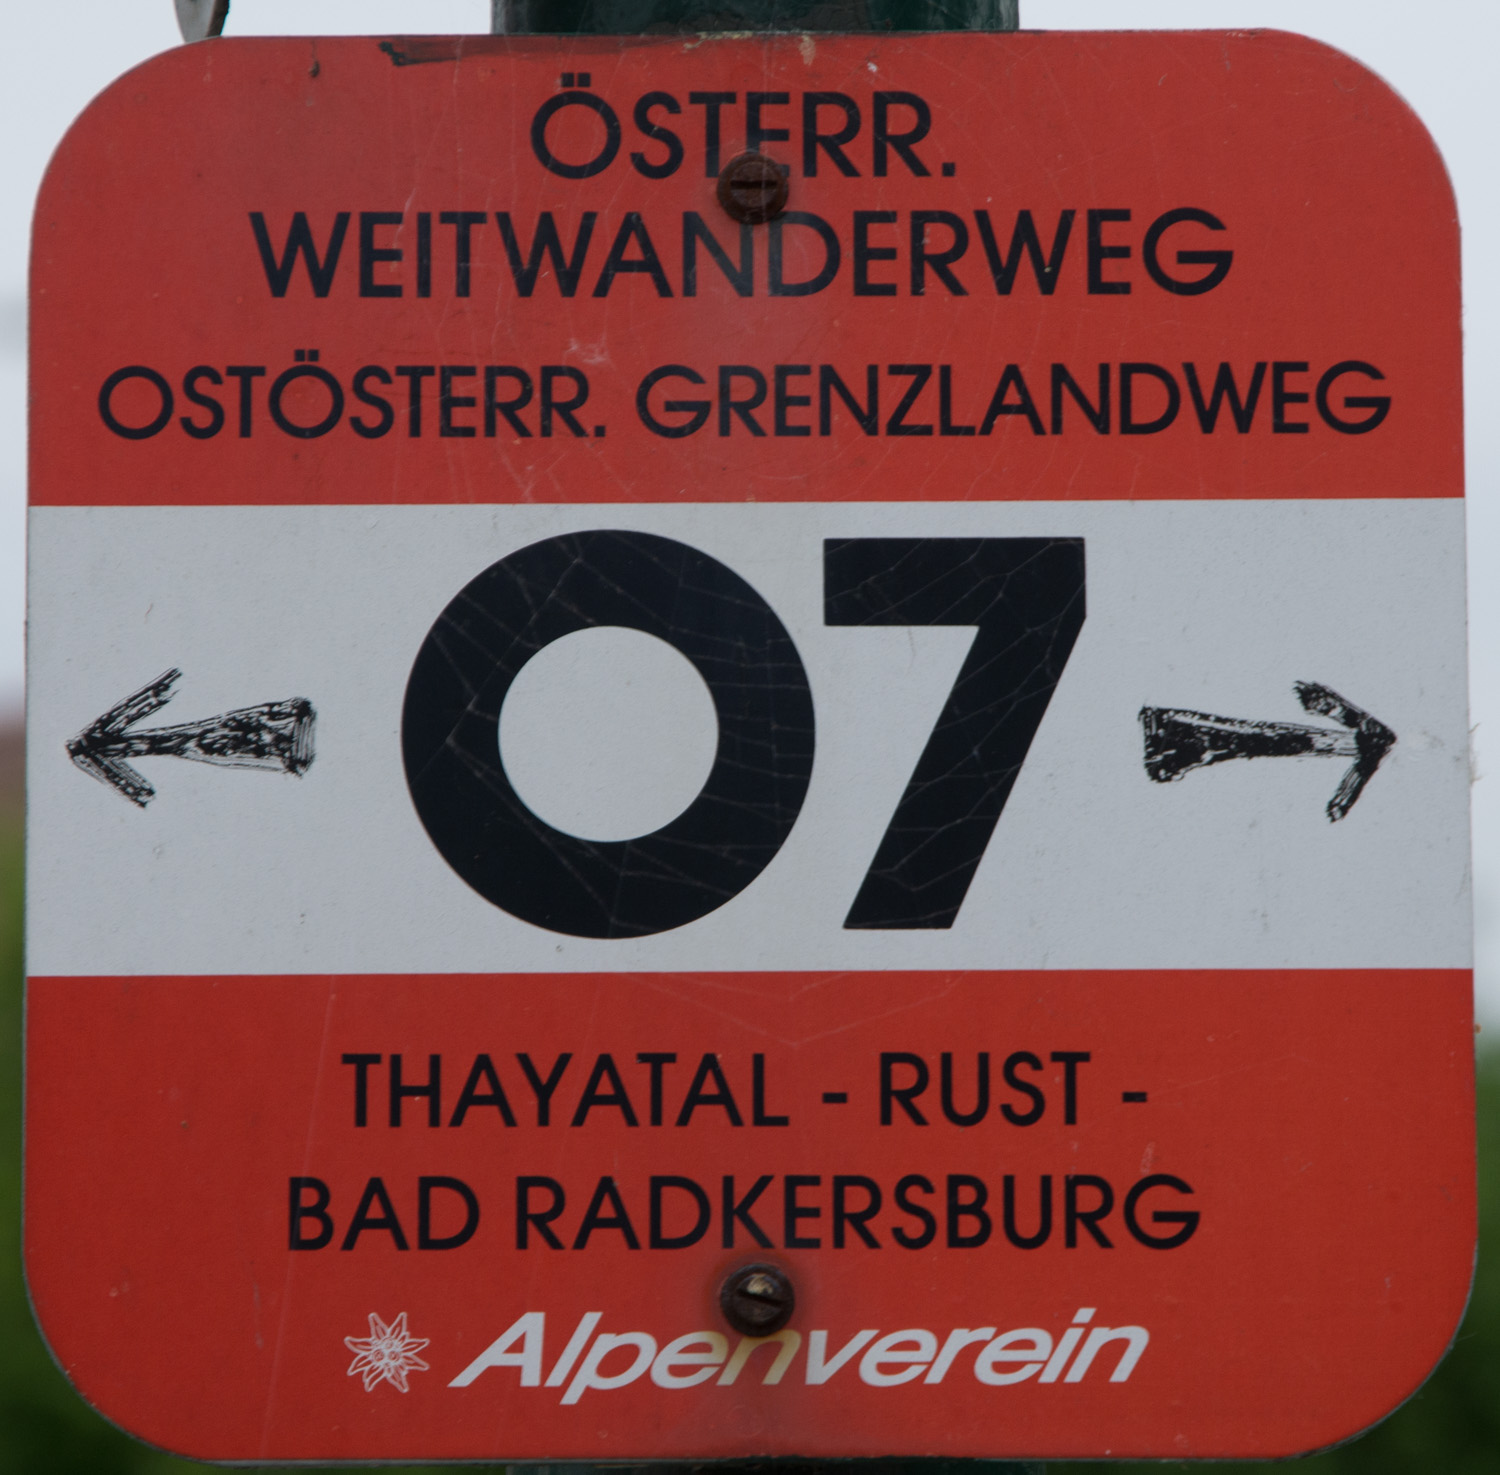 ÖSTERR.
WEITWANDERWEG
OSTÖSTERR. GRENZLANDWEG
07
THAYATAL - RUST -
BAD RADKERSBURG
Alpenverein